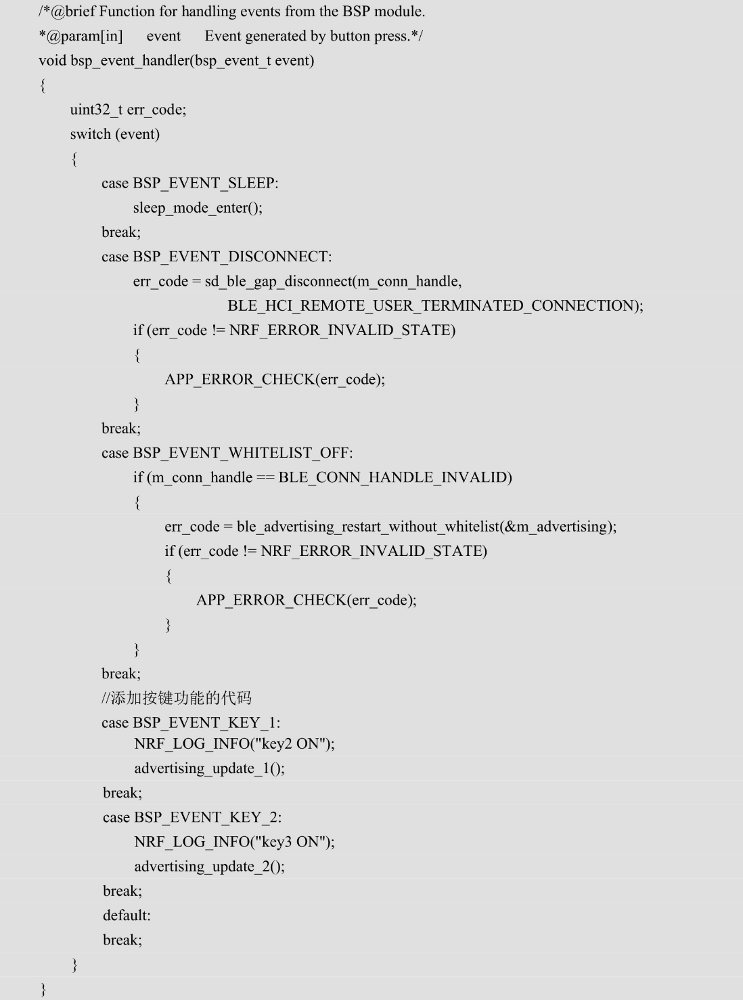 /*@brief Function for handling events from the BSP module.
*@param[in]      event      Event generated by button press.*/
void bsp_event_handler(bsp_event_t event)
{
    uint32_t err_code;
    switch (event)
    {
        case BSP_EVENT_SLEEP:
            sleep_mode_enter();
        break;
        case BSP_EVENT_DISCONNECT:
            err_code = sd_ble_gap_disconnect(m_conn_handle,
                        BLE_HCI_REMOTE_USER_TERMINATED_CONNECTION);
            if (err_code != NRF_ERROR_INVALID_STATE)
            {
                APP_ERROR_CHECK(err_code);
            }
        break;
        case BSP_EVENT_WHITELIST_OFF:
            if (m_conn_handle == BLE_CONN_HANDLE_INVALID)
            {
                err_code = ble_advertising_restart_without_whitelist(&m_advertising);
                if (err_code != NRF_ERROR_INVALID_STATE)
                {
                    APP_ERROR_CHECK(err_code);
                }
            }
        break;
        //添加按键功能的代码
        case BSP_EVENT_KEY_1:
            NRF_LOG_INFO("key2 ON");
            advertising_update_1();
        break;
        case BSP_EVENT_KEY_2:
            NRF_LOG_INFO("key3 ON");
            advertising_update_2();
        break;
        default:
        break;
    }
}